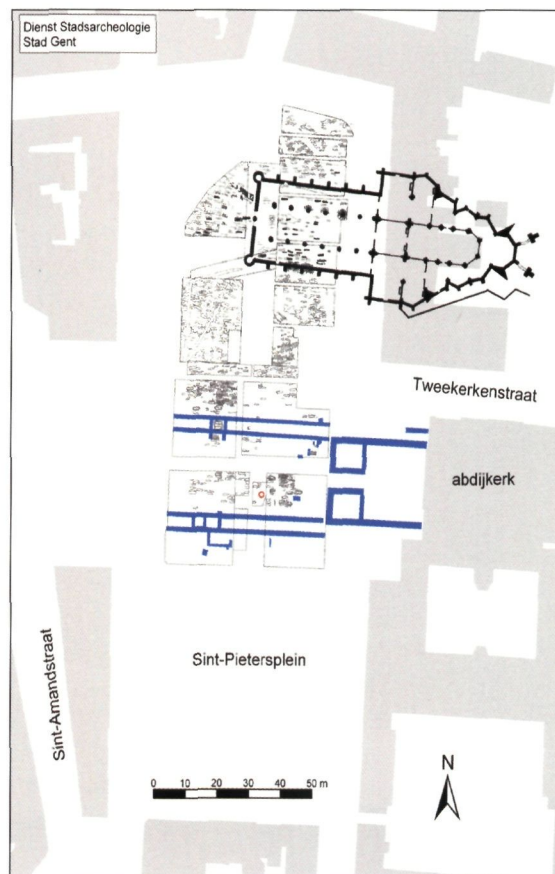 Dienst Stadsarcheologie
Stad Gent
Tweekerkenstraat
abdijkerk
Sint-Pietersplein
Sint-Amandstraat
N
0 10 20 30 40 50 m